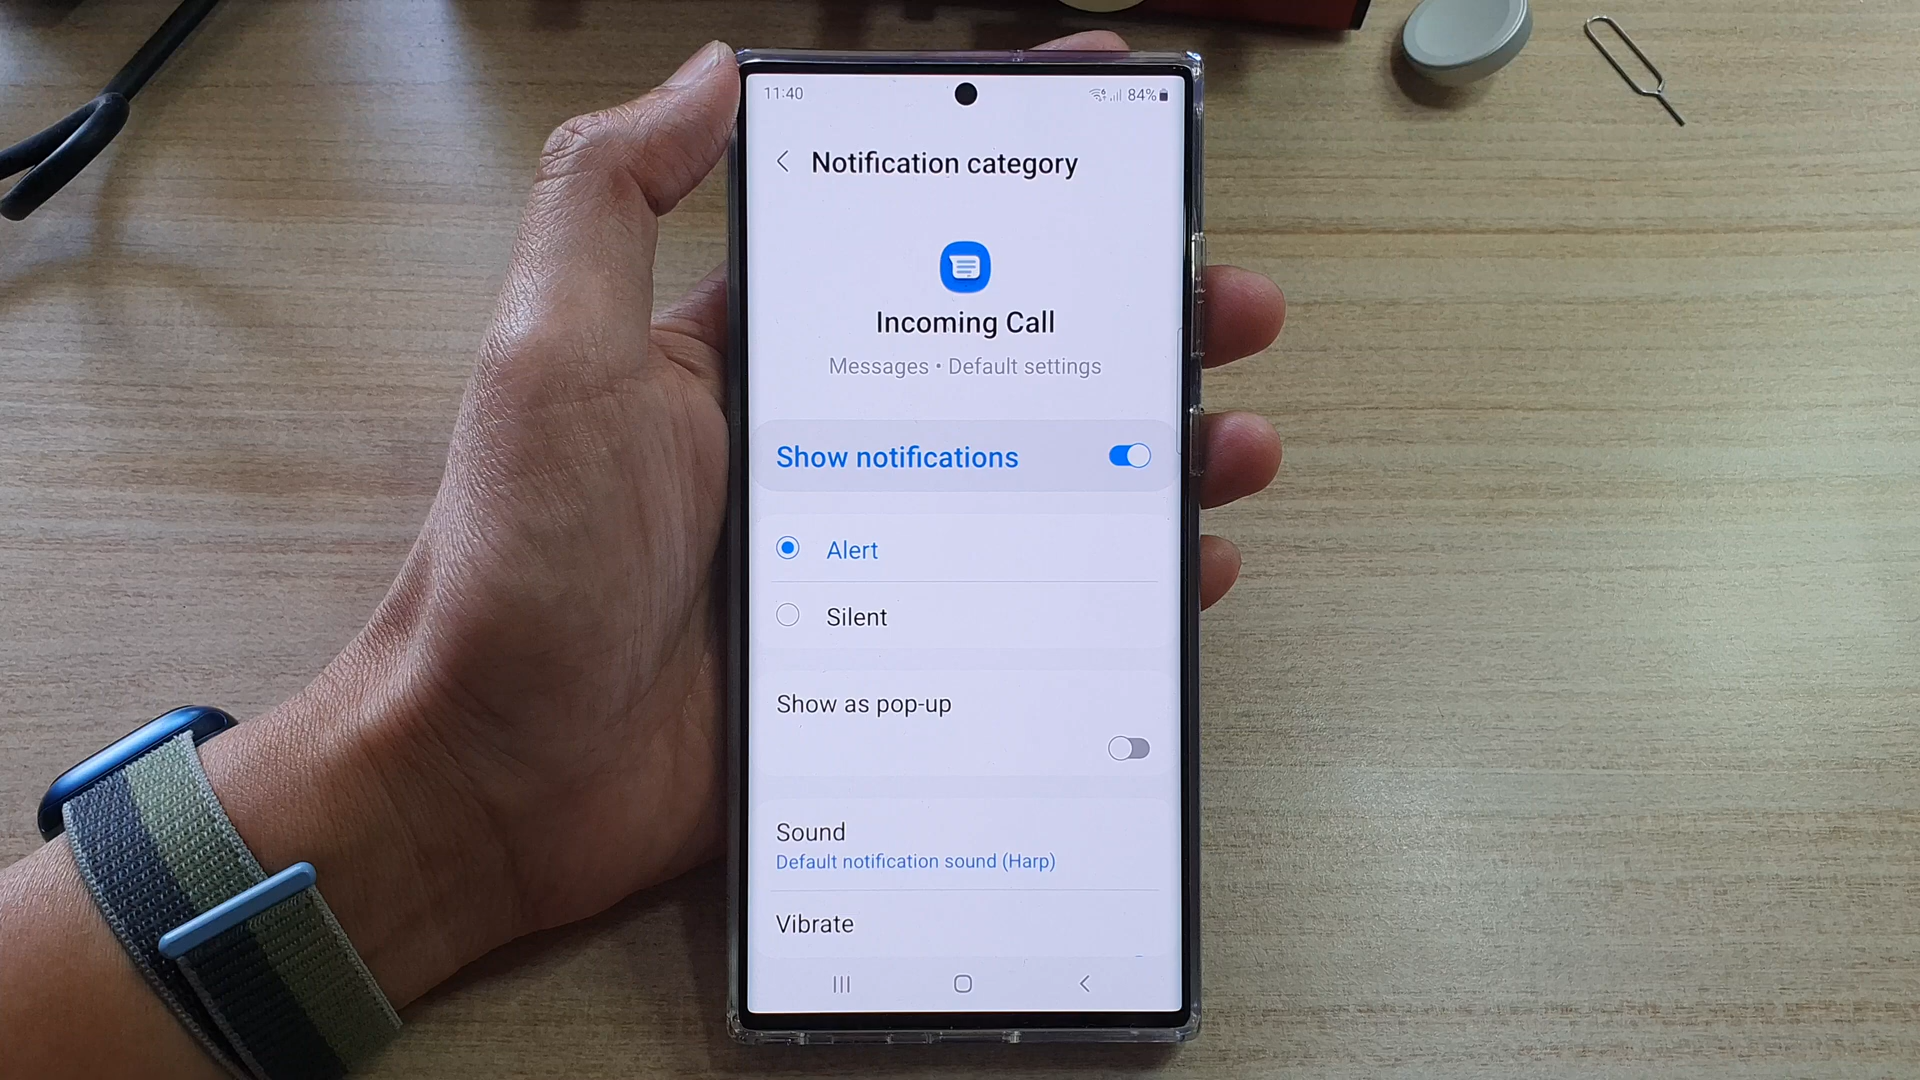 11:40
84%
Notification category
Incoming Call
Messages • Default settings
Show notifications
Alert
Silent
Show as pop-up
Sound
Default notification sound (Harp)
Vibrate